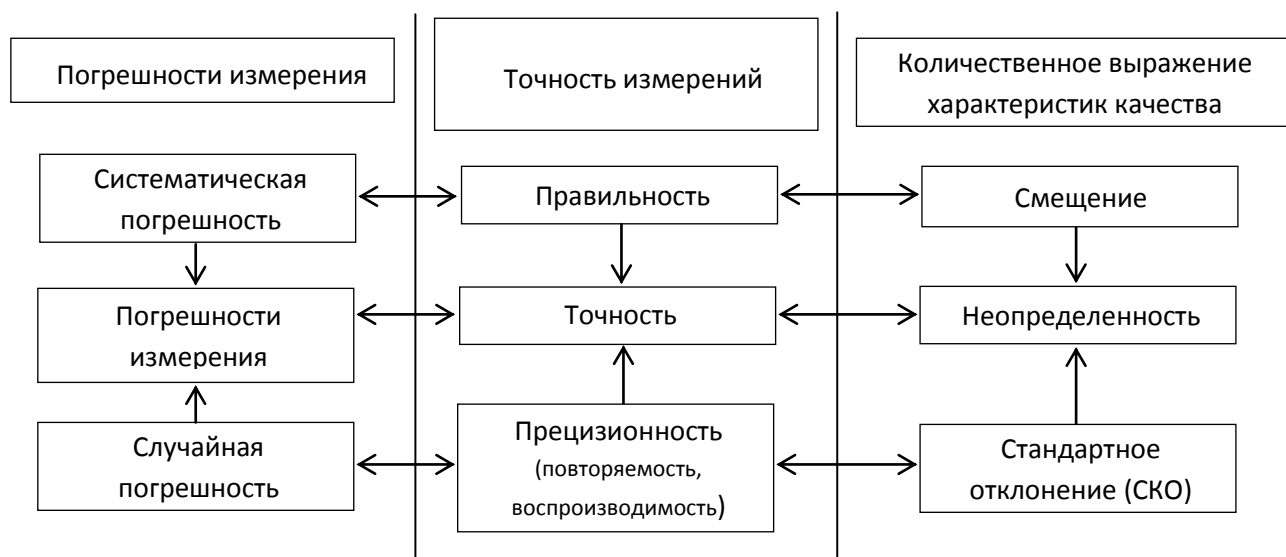 Погрешности измерения
Точность измерений
Количественное выражение
характеристик качества
Систематическая
погрешность
Правильность
Смещение
Погрешности
измерения
Точность
Неопределенность
Случайная
погрешность
Прецизионность
(повторяемость,
воспроизводимость)
Стандартное
отклонение (СКО)